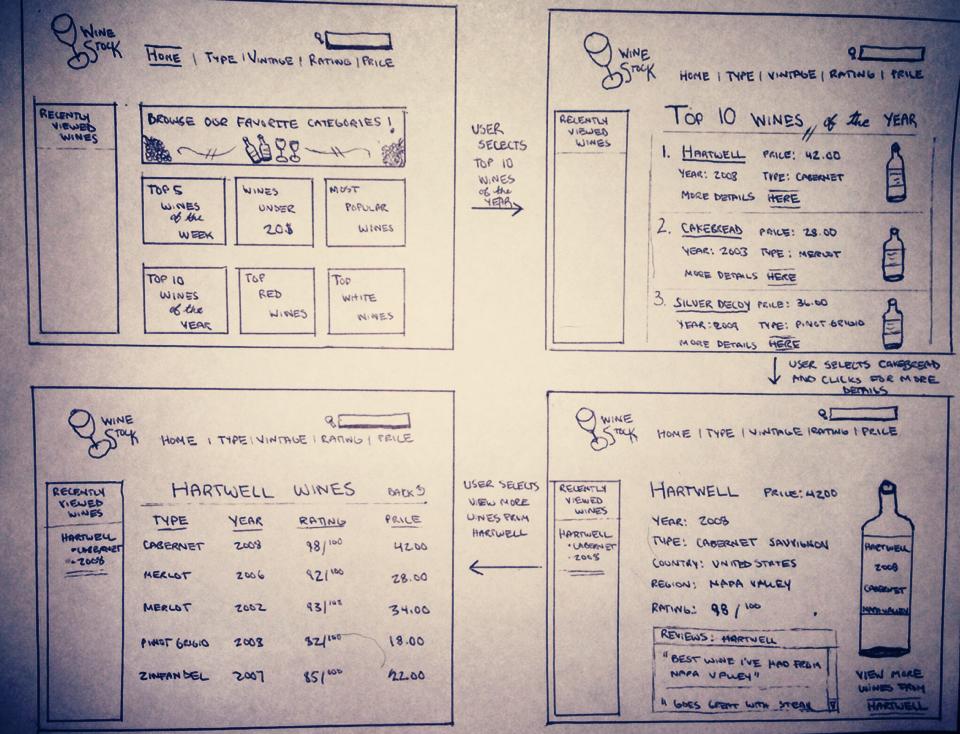 WINE
STOCK
HOME | TYPE | VINTAGE | RATING | PRICE
RECENTLY
VIEWED
WINES
BROWSE OUR FAVORITE CATEGORIES!
TOP 5
WINES
of the
WEEK
WINES
UNDER
20$
MOST
POPULAR
WINES
TOP 10
WINES
of the
YEAR
TOP
RED
WINES
TOP
WHITE
WINES
USER
SELECTS
TOP 10
WINES
of the
YEAR
WINE
STOCK
HOME | TYPE | VINTAGE | RATING | PRICE
RECENTLY
VIEWED
WINES
TOP 10 WINES of the YEAR
1. HARTWELL PRICE: 42.00
YEAR: 2008 TYPE: CABERNET
MORE DETAILS HERE
2. CAKEBREAD PRICE: 28.00
YEAR: 2003 TYPE: MERLOT
MORE DETAILS HERE
3. SILVER DECOY PRICE: 36.00
YEAR: 2009 TYPE: PINOT GRIGIO
MORE DETAILS HERE
USER SELECTS CAKEBREAD
AND CLICKS FOR MORE
DETAILS
WINE
STOCK
HOME | TYPE | VINTAGE | RATING | PRICE
RECENTLY
VIEWED
WINES
HARTWELL
• CABERNET
• 2008
HARTWELL PRICE: 42.00
YEAR: 2008
TYPE: CABERNET SAUVIGNON
COUNTRY: UNITED STATES
REGION: NAPA VALLEY
RATING: 98/100
REVIEWS: HARTWELL
"BEST WINE I'VE HAD FROM
NAPA VALLEY"
"GOES GREAT WITH STEAK
HARTWELL
2008
CABERNET
NAPA VALLEY
VIEW MORE
WINES FROM
HARTWELL
USER SELECTS
VIEW MORE
WINES FROM
HARTWELL
WINE
STOCK
HOME | TYPE | VINTAGE | RATING | PRICE
RECENTLY
VIEWED
WINES
HARTWELL
• CABERNET
• 2008
HARTWELL WINES BACK
TYPE YEAR RATING PRICE
CABERNET 2008 98/100 42.00
MERLOT 2006 92/100 28.00
MERLOT 2002 93/100 34.00
PINOT GRIGIO 2008 82/100 18.00
ZINFANDEL 2007 85/100 22.00